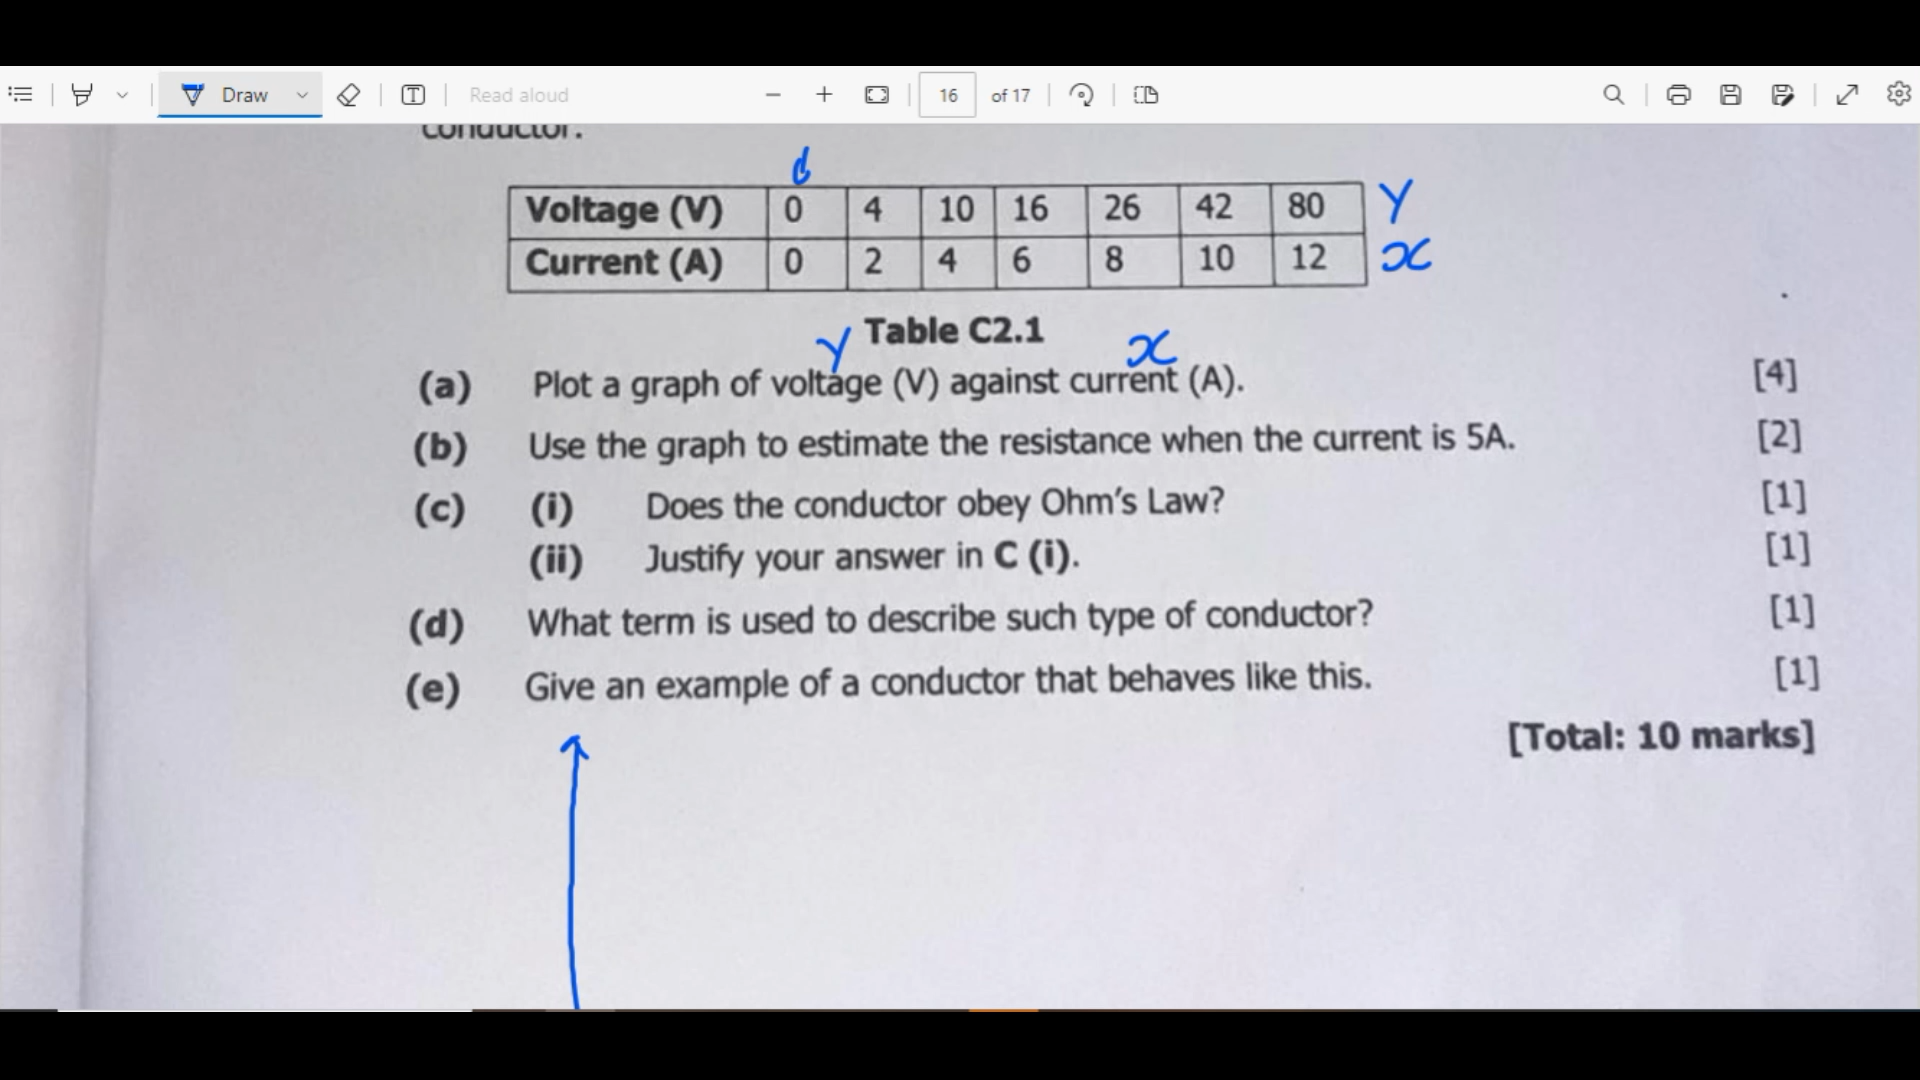 Draw
Read aloud
16 of 17
conductor.
6
Voltage (V) 0 4 10 16 26 42 80 Y
Current (A) 0 2 4 6 8 10 12 x
Table C2.1
Y x
(a) Plot a graph of voltage (V) against current (A). [4]
(b) Use the graph to estimate the resistance when the current is 5A. [2]
(c) (i) Does the conductor obey Ohm's Law? [1]
(ii) Justify your answer in C (i). [1]
(d) What term is used to describe such type of conductor? [1]
(e) Give an example of a conductor that behaves like this. [1]
[Total: 10 marks]